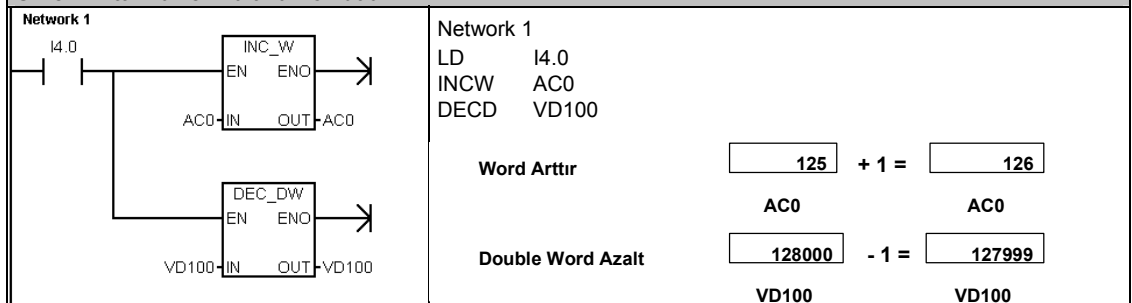 Network 1
I4.0
INC_W
EN ENO
AC0 IN OUT AC0
DEC_DW
EN ENO
VD100 IN OUT VD100
Network 1
LD I4.0
INCW AC0
DECD VD100
Word Arttır 125 + 1 = 126
AC0 AC0
Double Word Azalt 128000 - 1 = 127999
VD100 VD100